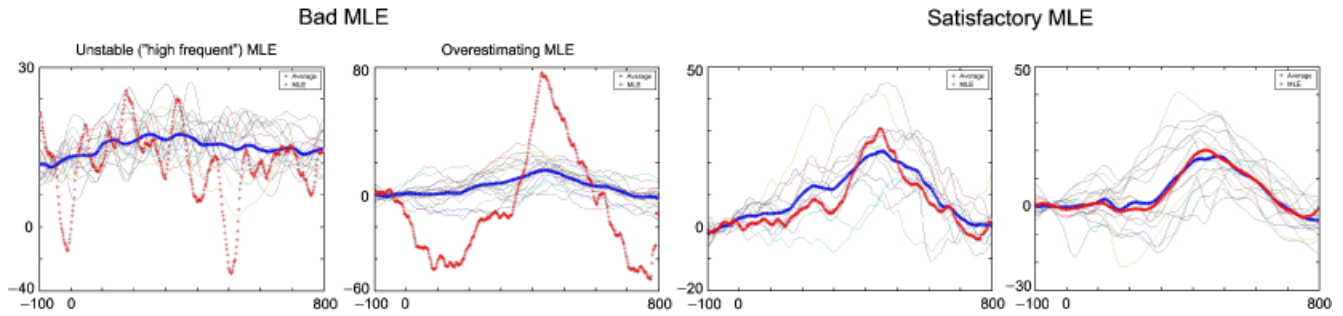 Bad MLE
Satisfactory MLE
Unstable ("high frequent") MLE
Overestimating MLE
30
0
−40
−100
0
800
Average
MLE
80
0
−60
−100
0
800
Average
MLE
50
0
−20
−100
0
800
Average
MLE
50
0
−30
−100
0
800
Average
MLE